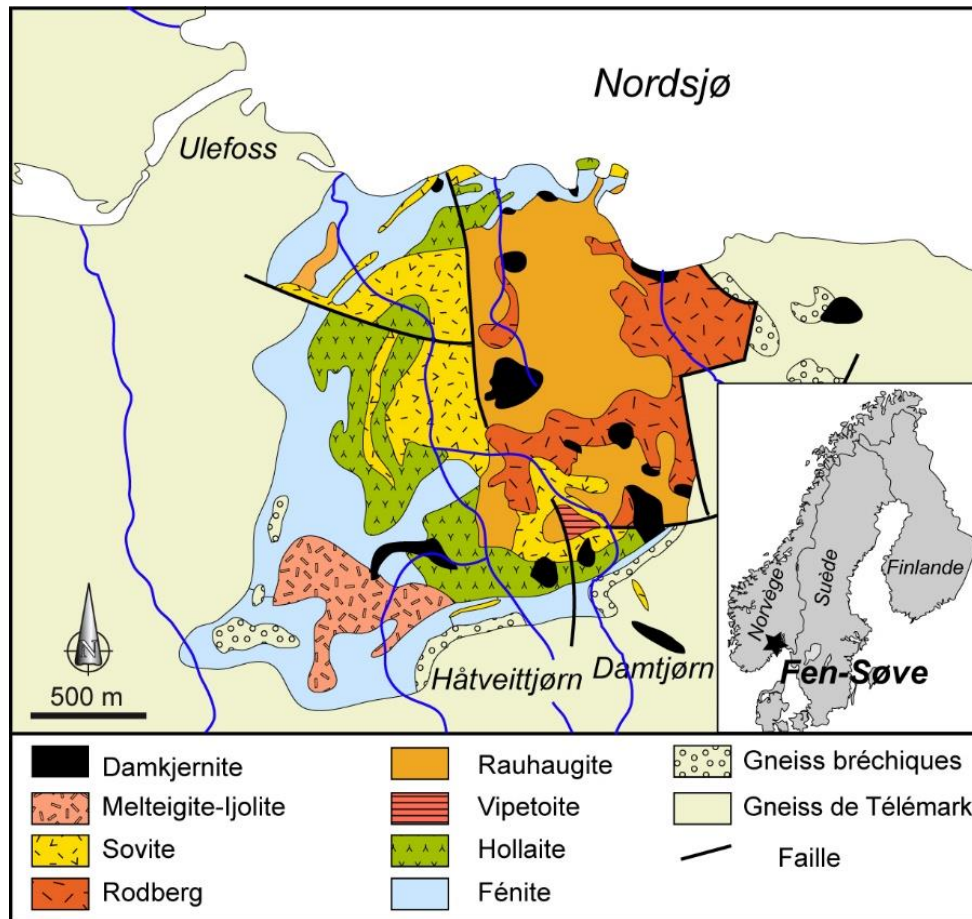 Nordsjø
Ulefoss
Norvège
Suède
Finlande
Fen-Søve
Håtveittjørn
Damtjørn
N
500 m
Damkjernite
Rauhaugite
Gneiss bréchiques
Melteigite-Ijolite
Vipetoite
Gneiss de Télémark
Sovite
Hollaite
Faille
Rodberg
Fénite